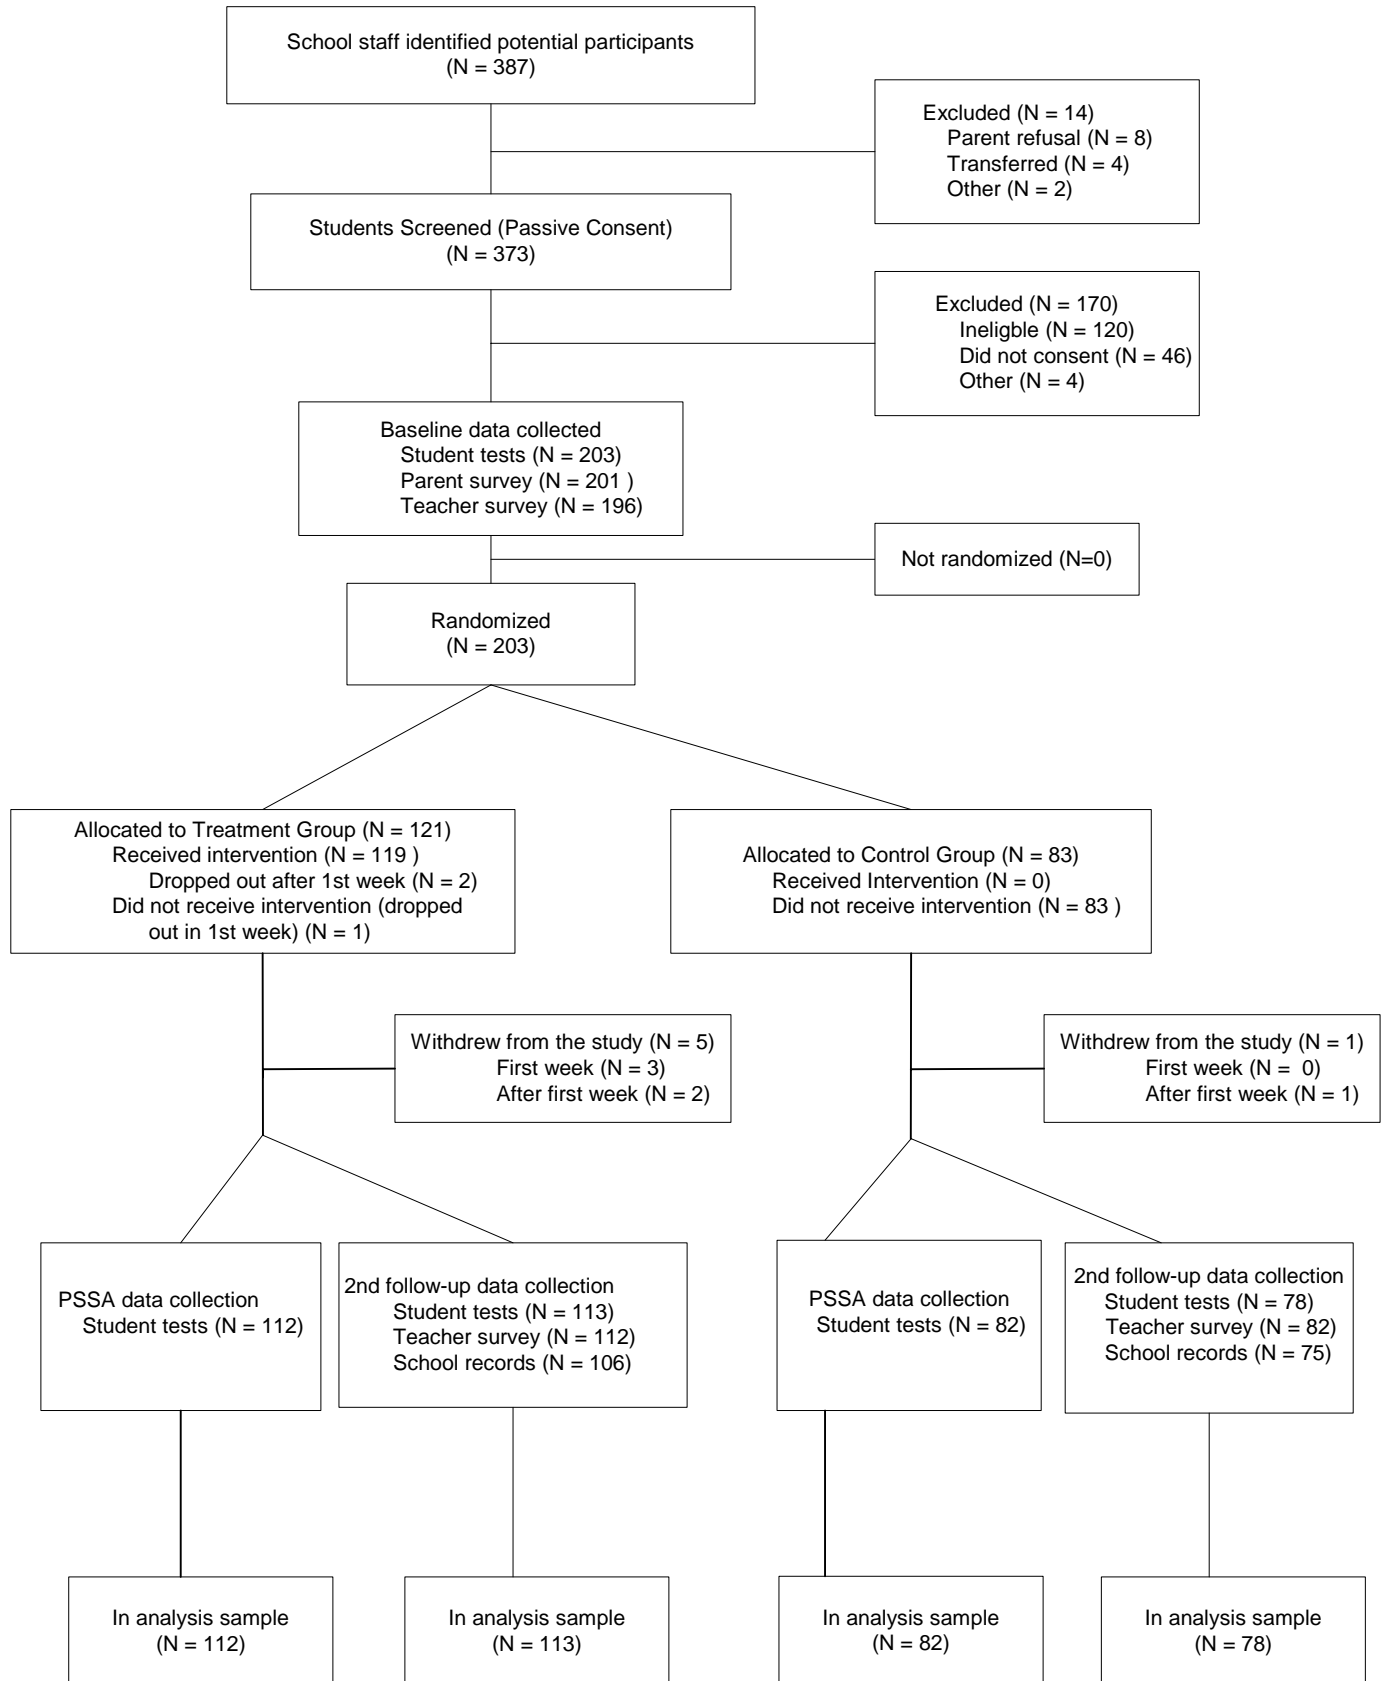 School staff identified potential participants
(N = 387)
Excluded (N = 14)
Parent refusal (N = 8)
Transferred (N = 4)
Other (N = 2)
Students Screened (Passive Consent)
(N = 373)
Excluded (N = 170)
Ineligble (N = 120)
Did not consent (N = 46)
Other (N = 4)
Baseline data collected
Student tests (N = 203)
Parent survey (N = 201 )
Teacher survey (N = 196)
Not randomized (N=0)
Randomized
(N = 203)
Allocated to Treatment Group (N = 121)
Received intervention (N = 119 )
Dropped out after 1st week (N = 2)
Did not receive intervention (dropped
out in 1st week) (N = 1)
Allocated to Control Group (N = 83)
Received Intervention (N = 0)
Did not receive intervention (N = 83 )
Withdrew from the study (N = 5)
First week (N = 3)
After first week (N = 2)
Withdrew from the study (N = 1)
First week (N =  0)
After first week (N = 1)
PSSA data collection
Student tests (N = 112)
2nd follow-up data collection
Student tests (N = 113)
Teacher survey (N = 112)
School records (N = 106)
PSSA data collection
Student tests (N = 82)
2nd follow-up data collection
Student tests (N = 78)
Teacher survey (N = 82)
School records (N = 75)
In analysis sample
(N = 112)
In analysis sample
(N = 113)
In analysis sample
(N = 82)
In analysis sample
(N = 78)